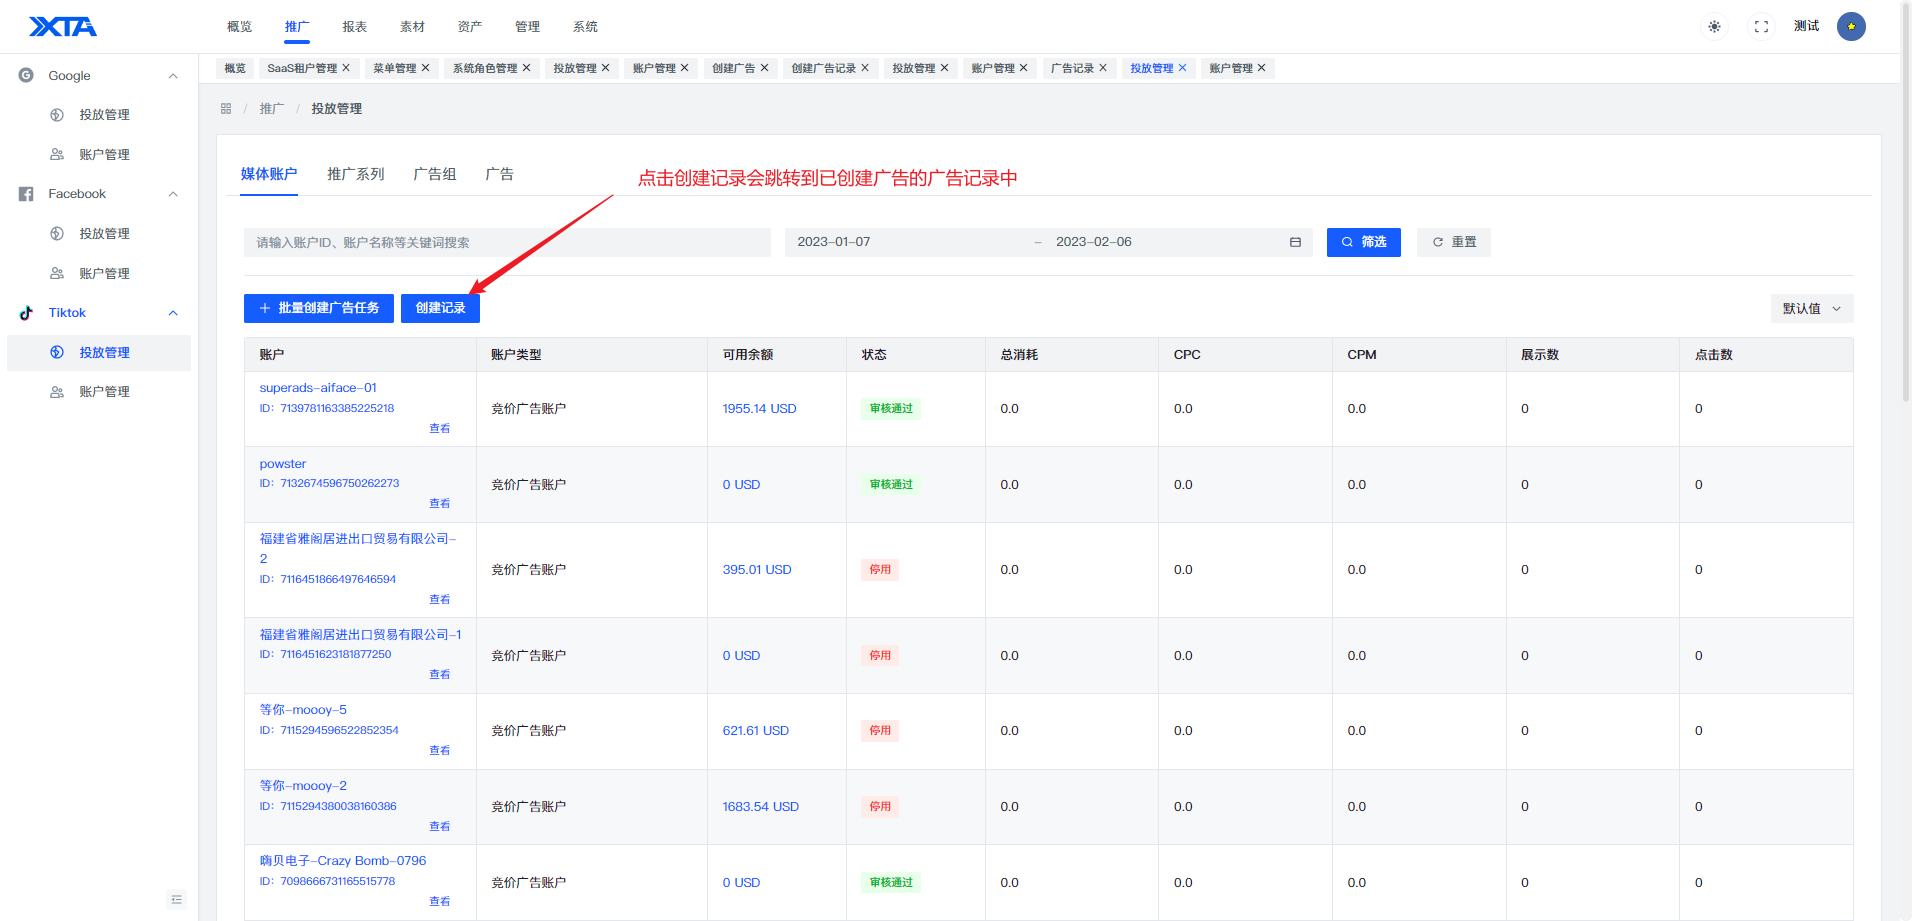 XTA
概览 推广 报表 素材 资产 管理 系统
测试
概览 SaaS租户管理 菜单管理 系统角色管理 投放管理 账户管理 创建广告 创建广告记录 投放管理 账户管理 广告记录 投放管理 账户管理
Google
投放管理
账户管理
Facebook
投放管理
账户管理
Tiktok
投放管理
账户管理
/ 推广 / 投放管理
媒体账户 推广系列 广告组 广告
点击创建记录会跳转到已创建广告的广告记录中
请输入账户ID、账户名称等关键词搜索 2023-01-07 - 2023-02-06 筛选 重置
批量创建广告任务 创建记录 默认值
账户 账户类型 可用余额 状态 总消耗 CPC CPM 展示数 点击数
superads-aiface-01
ID: 7139781163385225218 竞价广告账户 1955.14 USD 审核通过 0.0 0.0 0.0 0 0
查看
powster
ID: 7132674596750262273 竞价广告账户 0 USD 审核通过 0.0 0.0 0.0 0 0
查看
福建省雅阁居进出口贸易有限公司-
2
ID: 7116451866497646594 竞价广告账户 395.01 USD 停用 0.0 0.0 0.0 0 0
查看
福建省雅阁居进出口贸易有限公司-1
ID: 7116451623181877250 竞价广告账户 0 USD 停用 0.0 0.0 0.0 0 0
查看
等你-moooy-5
ID: 7115294596522852354 竞价广告账户 621.61 USD 停用 0.0 0.0 0.0 0 0
查看
等你-moooy-2
ID: 7115294380038160386 竞价广告账户 1683.54 USD 停用 0.0 0.0 0.0 0 0
查看
嗨贝电子-Crazy Bomb-0796
ID: 7098666731165515778 竞价广告账户 0 USD 审核通过 0.0 0.0 0.0 0 0
查看